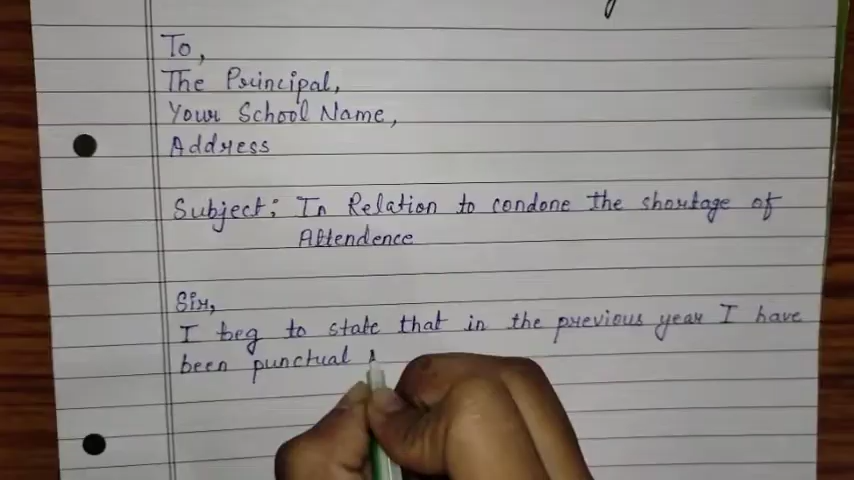 To,
The Principal,
Your School Name,
Address
Subject: In Relation to condone the shortage of
Attendence
Sir,
I beg to state that in the previous year I have
been punctual